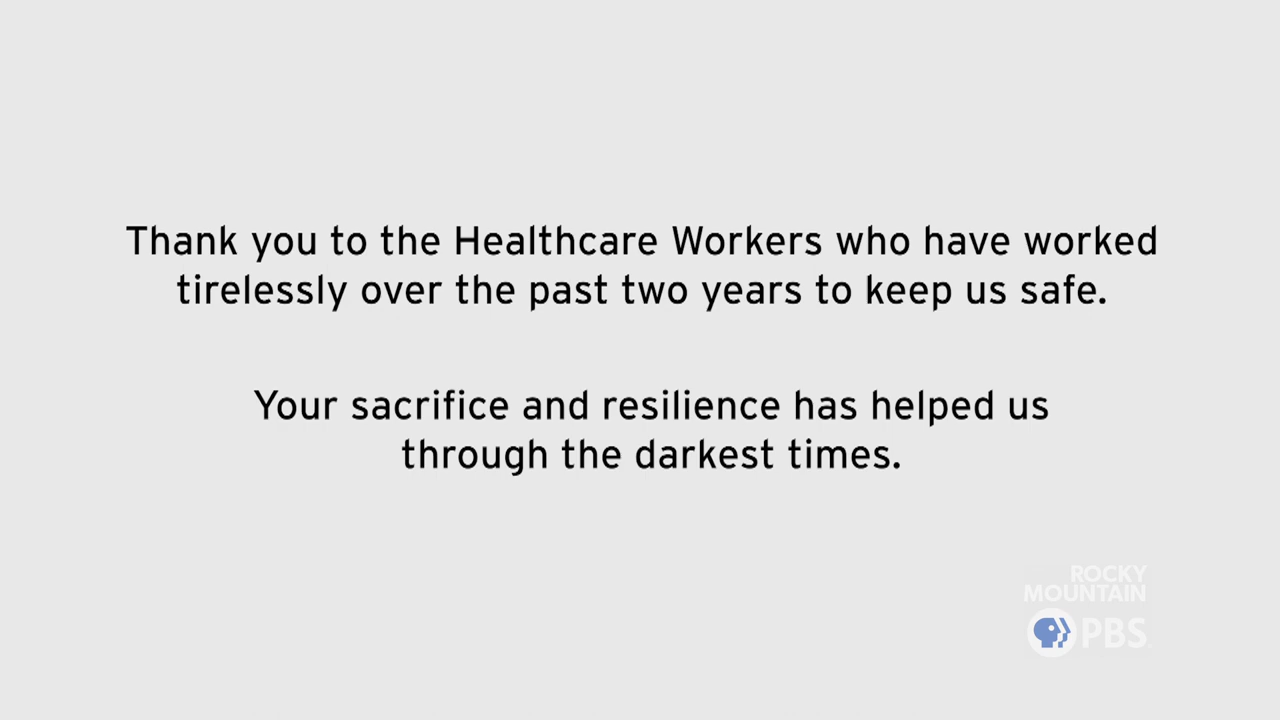 Thank you to the Healthcare Workers who have worked
tirelessly over the past two years to keep us safe.
Your sacrifice and resilience has helped us
through the darkest times.
ROCKY
MOUNTAIN
PBS